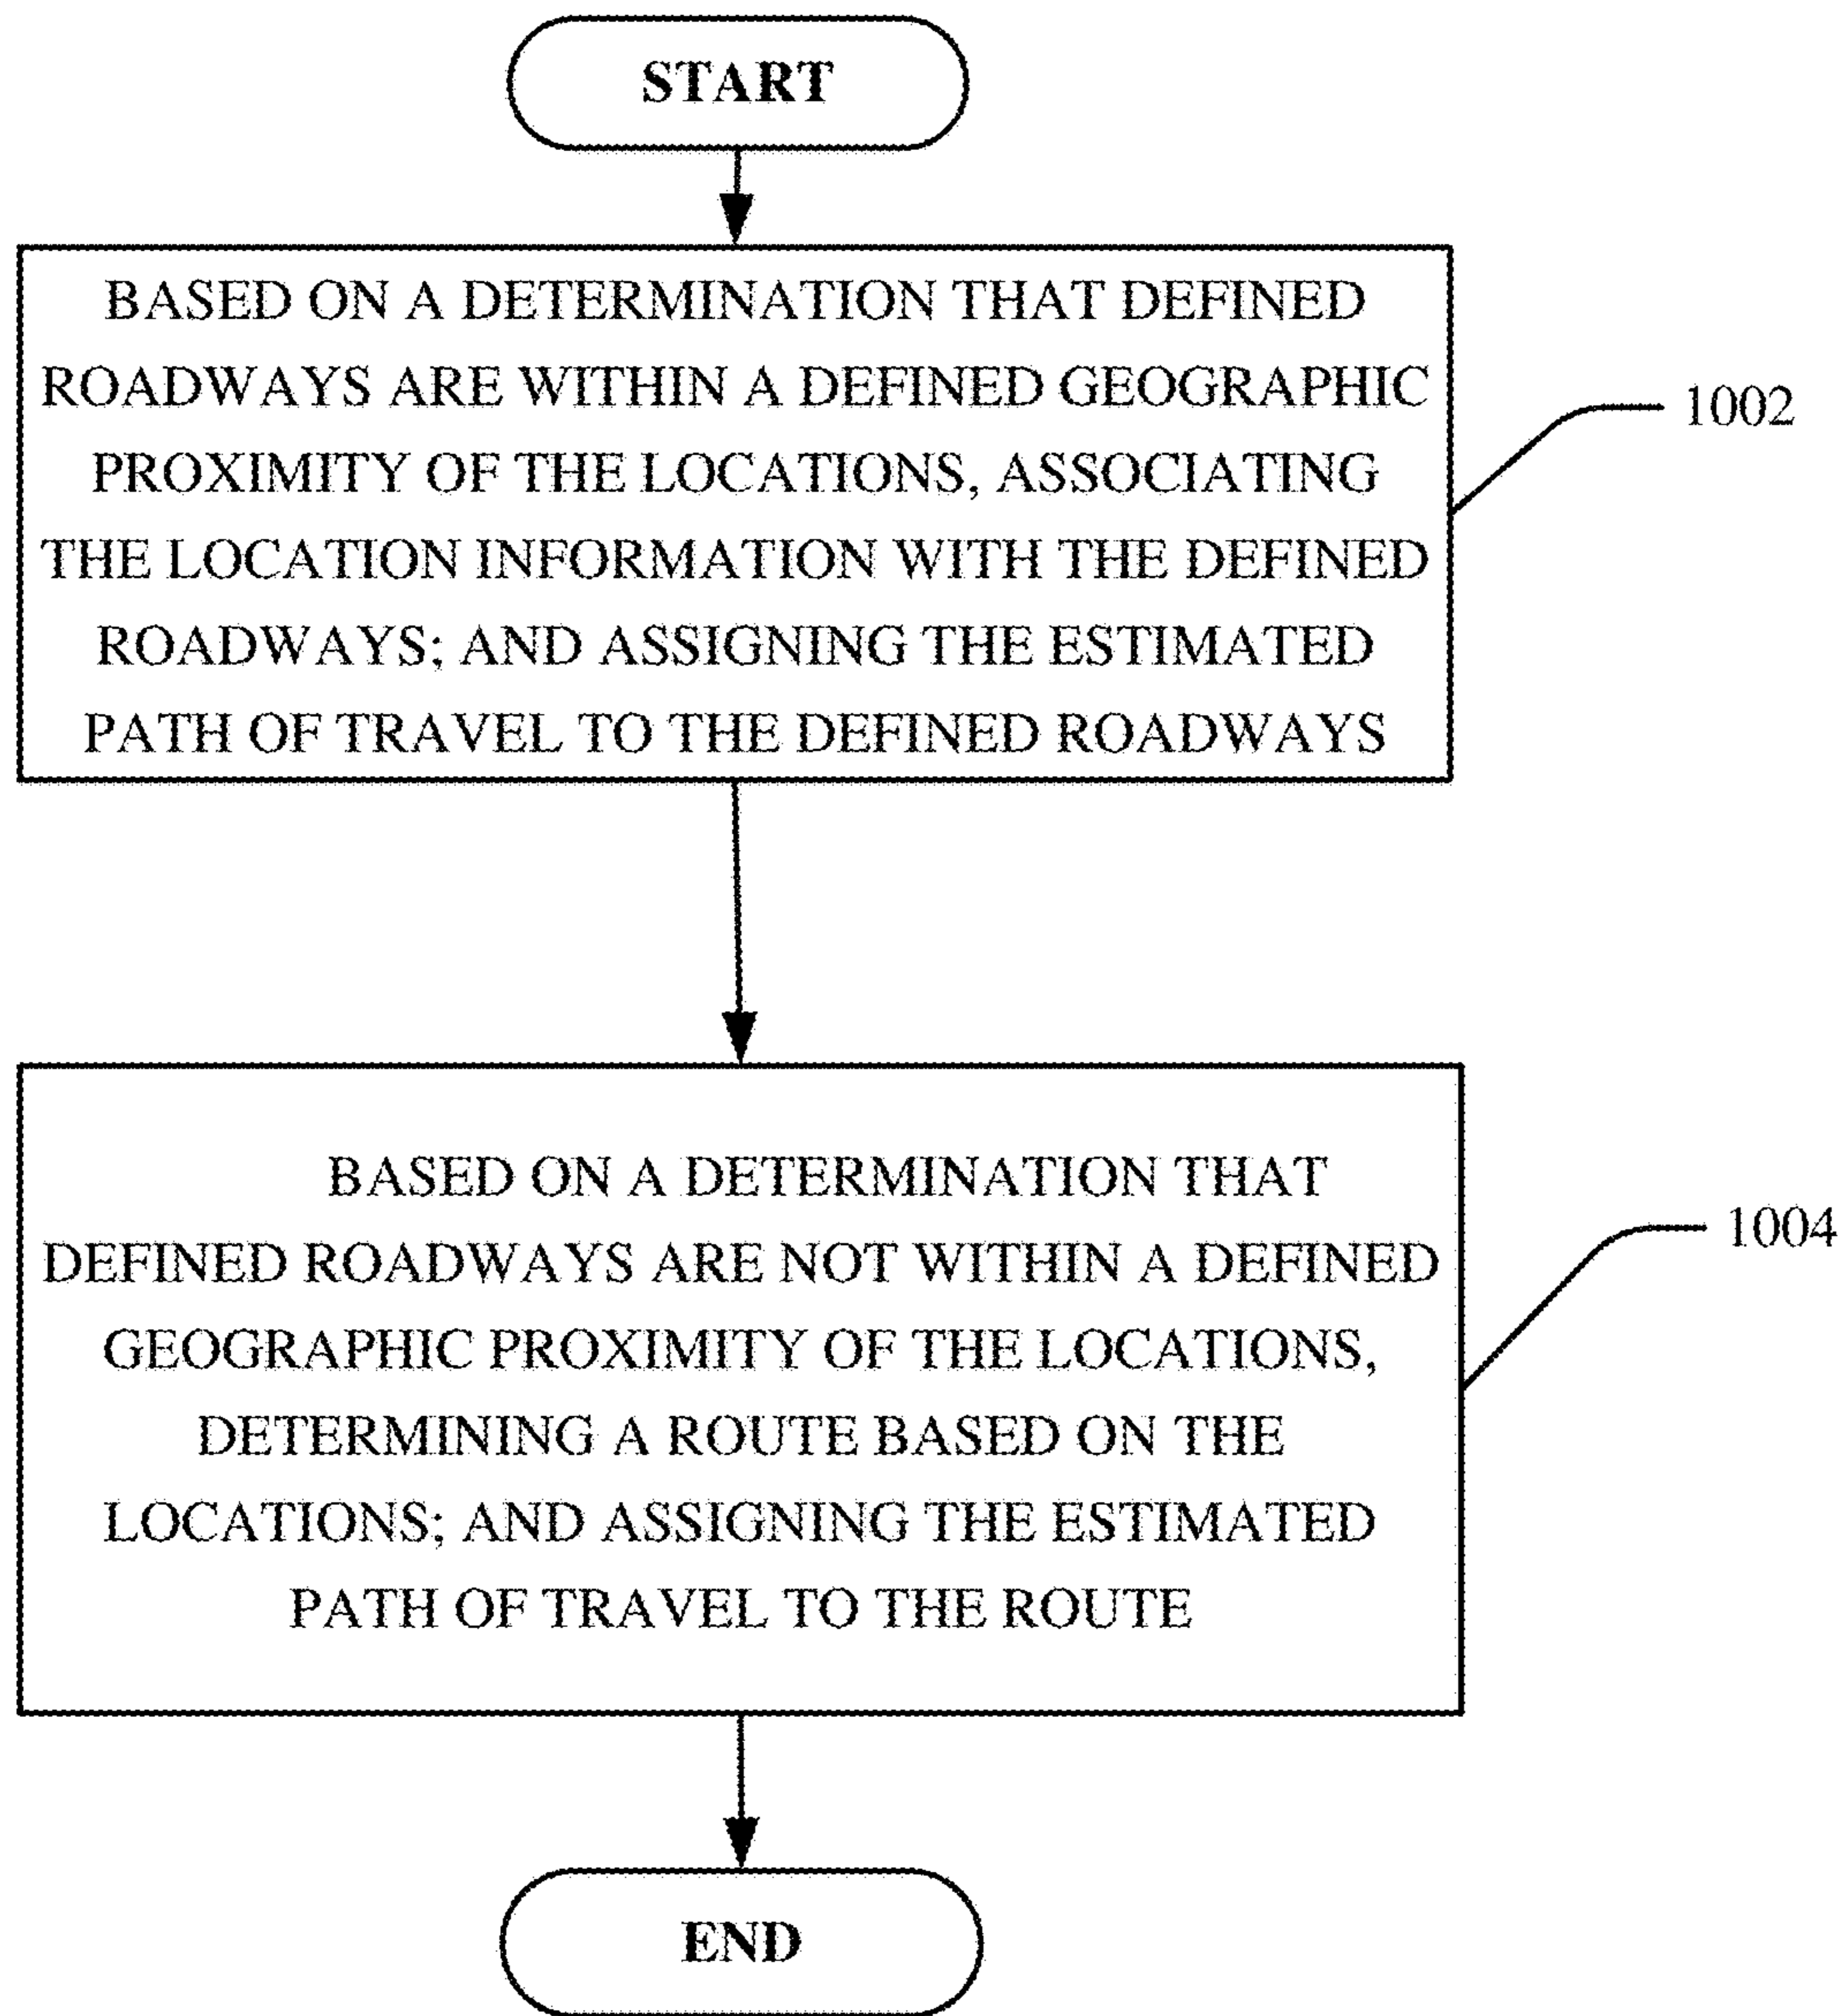 START
BASED ON A DETERMINATION THAT DEFINED
ROADWAYS ARE WITHIN A DEFINED GEOGRAPHIC
PROXIMITY OF THE LOCATIONS, ASSOCIATING
THE LOCATION INFORMATION WITH THE DEFINED
ROADWAYS; AND ASSIGNING THE ESTIMATED
PATH OF TRAVEL TO THE DEFINED ROADWAYS
1002
BASED ON A DETERMINATION THAT
DEFINED ROADWAYS ARE NOT WITHIN A DEFINED
GEOGRAPHIC PROXIMITY OF THE LOCATIONS,
DETERMINING A ROUTE BASED ON THE
LOCATIONS; AND ASSIGNING THE ESTIMATED
PATH OF TRAVEL TO THE ROUTE
1004
END